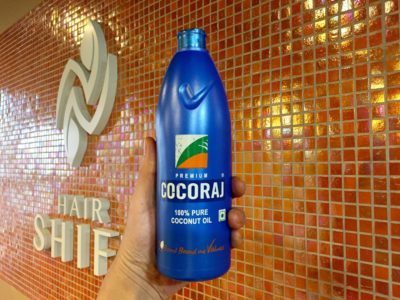 HAIR
SHIF
PREMIUM
COCORAJ
100% PURE
COCONUT OIL